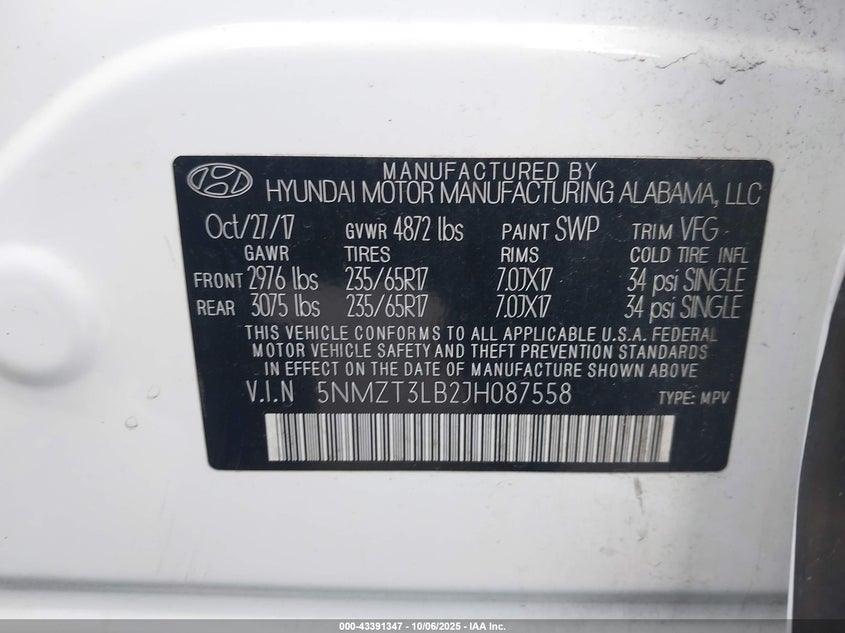 MANUFACTURED BY
HYUNDAI MOTOR MANUFACTURING ALABAMA, LLC
Oct/27/17 GVWR 4872 lbs PAINT SWP TRIM VFG
GAWR TIRES RIMS COLD TIRE INFL
FRONT 2976 lbs 235/65R17 7.0JX17 34 psi SINGLE
REAR 3075 lbs 235/65R17 7.0JX17 34 psi SINGLE
THIS VEHICLE CONFORMS TO ALL APPLICABLE U.S.A. FEDERAL
MOTOR VEHICLE SAFETY AND THEFT PREVENTION STANDARDS
IN EFFECT ON THE DATE OF MANUFACTURE SHOWN ABOVE
V.I.N 5NMZT3LB2JH087558 TYPE: MPV
000-43391347 - 10/06/2025 - IAA Inc.